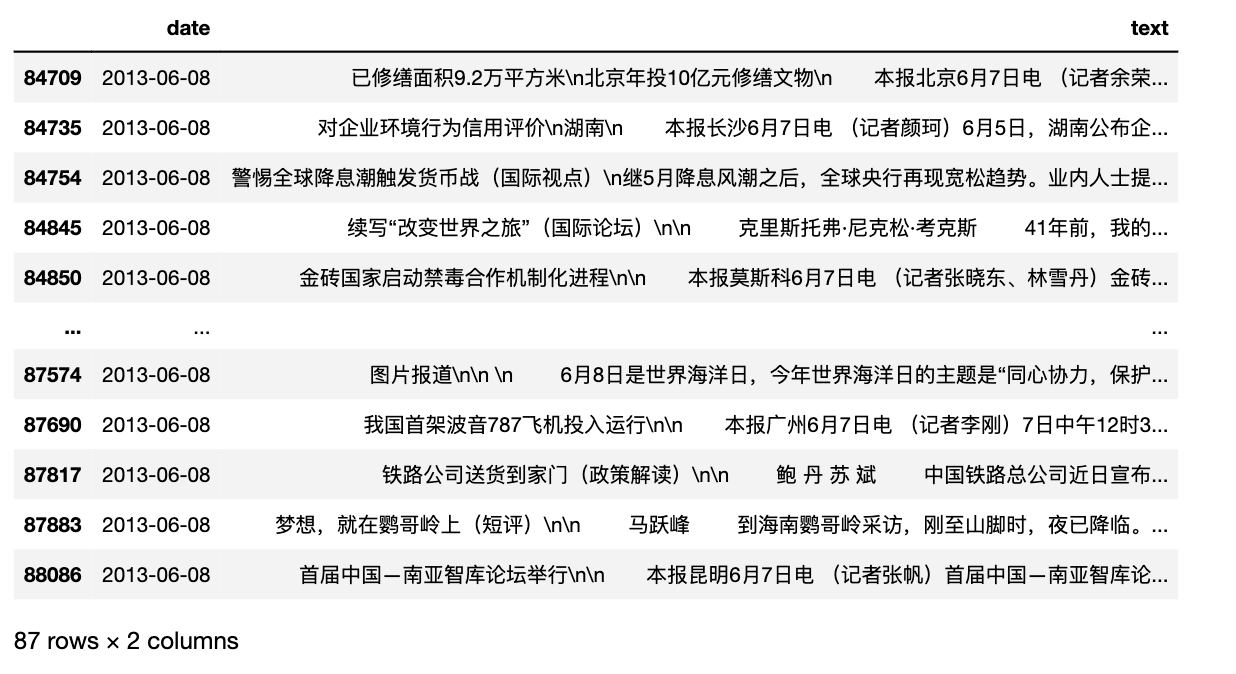 date text
84709 2013-06-08 已修缮面积9.2万平方米\n北京年投10亿元修缮文物\n 本报北京6月7日电 （记者余荣...
84735 2013-06-08 对企业环境行为信用评价\n湖南\n 本报长沙6月7日电 （记者颜珂）6月5日，湖南公布企...
84754 2013-06-08 警惕全球降息潮触发货币战（国际视点）\n继5月降息风潮之后，全球央行再现宽松趋势。业内人士提...
84845 2013-06-08 续写“改变世界之旅”（国际论坛）\n\n 克里斯托弗·尼克松·考克斯 41年前，我的...
84850 2013-06-08 金砖国家启动禁毒合作机制化进程\n\n 本报莫斯科6月7日电 （记者张晓东、林雪丹）金砖...
... ... ...
87574 2013-06-08 图片报道\n\n \n 6月8日是世界海洋日，今年世界海洋日的主题是“同心协力，保护...
87690 2013-06-08 我国首架波音787飞机投入运行\n\n 本报广州6月7日电 （记者李刚）7日中午12时3...
87817 2013-06-08 铁路公司送货到家门（政策解读）\n\n 鲍 丹 苏 斌 中国铁路总公司近日宣布...
87883 2013-06-08 梦想，就在鹦哥岭上（短评）\n\n 马跃峰 到海南鹦哥岭采访，刚至山脚时，夜已降临。...
88086 2013-06-08 首届中国—南亚智库论坛举行\n\n 本报昆明6月7日电 （记者张帆）首届中国—南亚智库论...
87 rows × 2 columns